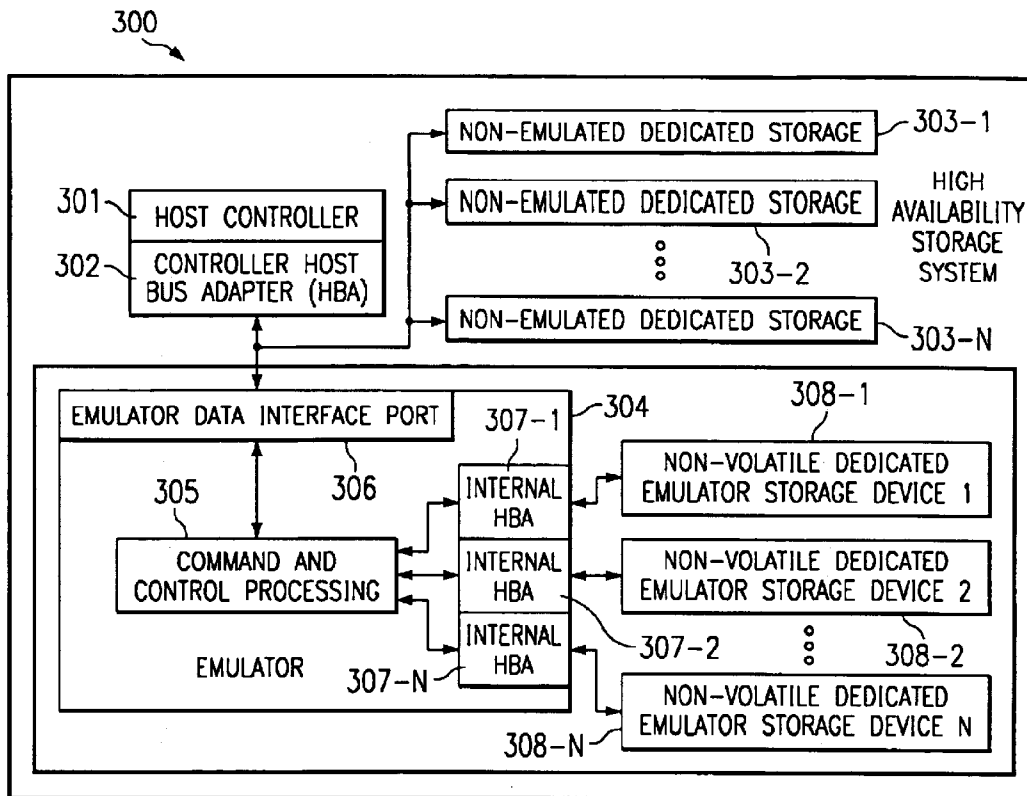 300
NON-EMULATED DEDICATED STORAGE
303-1
NON-EMULATED DEDICATED STORAGE
303-2
HIGH
AVAILABILITY
STORAGE
SYSTEM
301
HOST CONTROLLER
302
CONTROLLER HOST
BUS ADAPTER (HBA)
NON-EMULATED DEDICATED STORAGE
303-N
EMULATOR DATA INTERFACE PORT
304
306
305
COMMAND AND
CONTROL PROCESSING
EMULATOR
307-1
INTERNAL
HBA
INTERNAL
HBA
307-2
INTERNAL
HBA
307-N
308-1
NON-VOLATILE DEDICATED
EMULATOR STORAGE DEVICE 1
NON-VOLATILE DEDICATED
EMULATOR STORAGE DEVICE 2
308-2
NON-VOLATILE DEDICATED
EMULATOR STORAGE DEVICE N
308-N